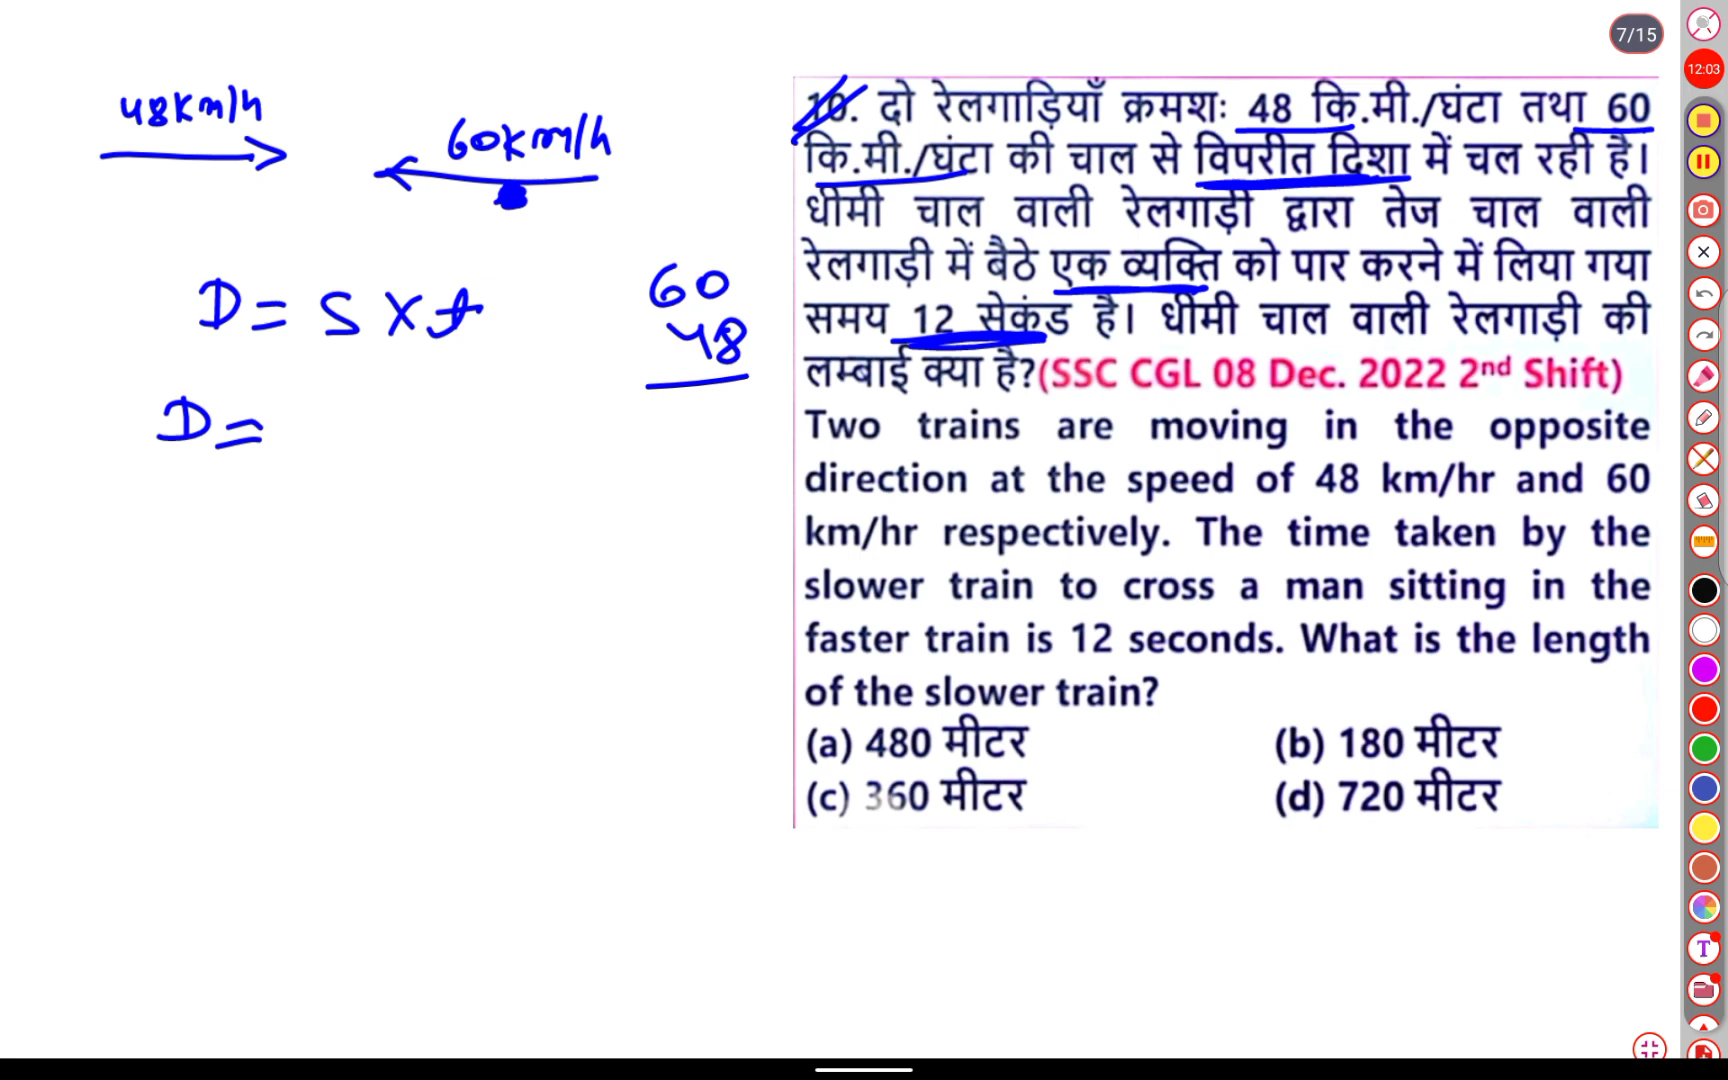 7/15
12:03
48Km/h
60Km/h
D = S × t
60
48
D =
10. दो रेलगाड़ियाँ क्रमशः 48 कि.मी./घंटा तथा 60
कि.मी./घंटा की चाल से विपरीत दिशा में चल रही है।
धीमी चाल वाली रेलगाड़ी द्वारा तेज चाल वाली
रेलगाड़ी में बैठे एक व्यक्ति को पार करने में लिया गया
समय 12 सेकंड है। धीमी चाल वाली रेलगाड़ी की
लम्बाई क्या है?(SSC CGL 08 Dec. 2022 2nd Shift)
Two trains are moving in the opposite
direction at the speed of 48 km/hr and 60
km/hr respectively. The time taken by the
slower train to cross a man sitting in the
faster train is 12 seconds. What is the length
of the slower train?
(a) 480 मीटर (b) 180 मीटर
(c) 360 मीटर (d) 720 मीटर
T